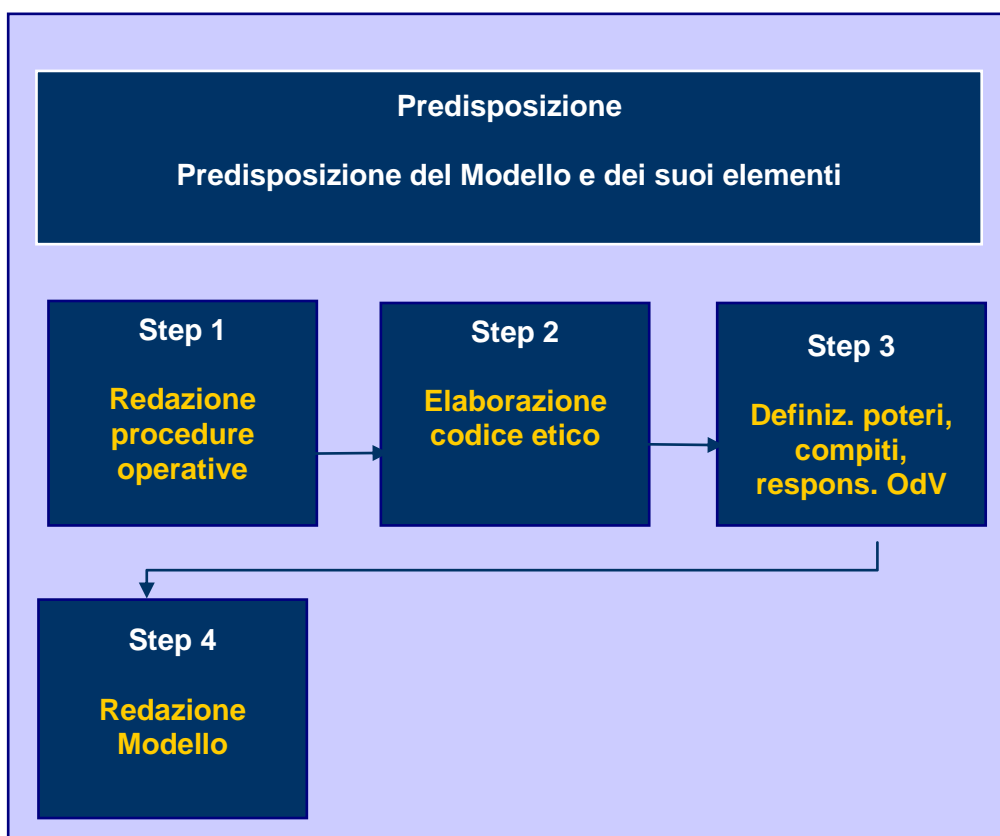 Predisposizione
Predisposizione del Modello e dei suoi elementi
Step 1
Redazione
procedure
operative
Step 2
Elaborazione
codice etico
Step 3
Definiz. poteri,
compiti,
respons. OdV
Step 4
Redazione
Modello